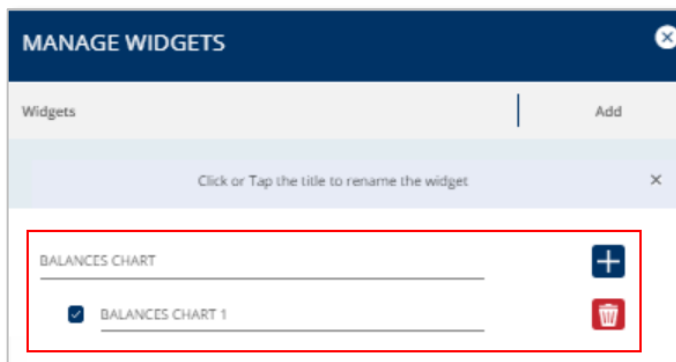 MANAGE WIDGETS
Widgets Add
Click or Tap the title to rename the widget
BALANCES CHART
BALANCES CHART 1